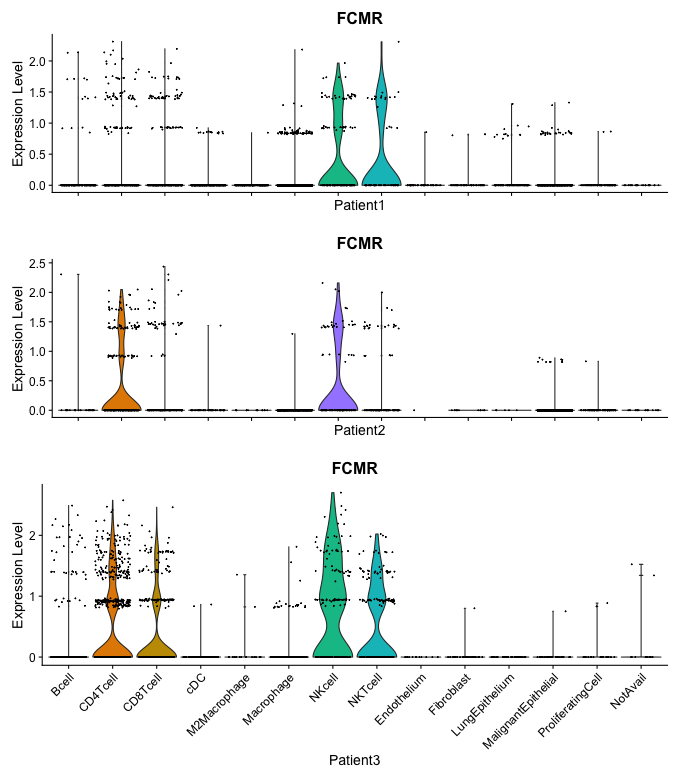 FCMR
Expression Level
2.0
1.5
1.0
0.5
0.0
Patient1
FCMR
Expression Level
2.5
2.0
1.5
1.0
0.5
0.0
Patient2
FCMR
Expression Level
2
1
0
Bcell
CD4Tcell
CD8Tcell
cDC
M2Macrophage
Macrophage
NKcell
NKTcell
Endothelium
Fibroblast
LungEpithelium
MalignantEpithelial
ProliferatingCell
NotAvail
Patient3